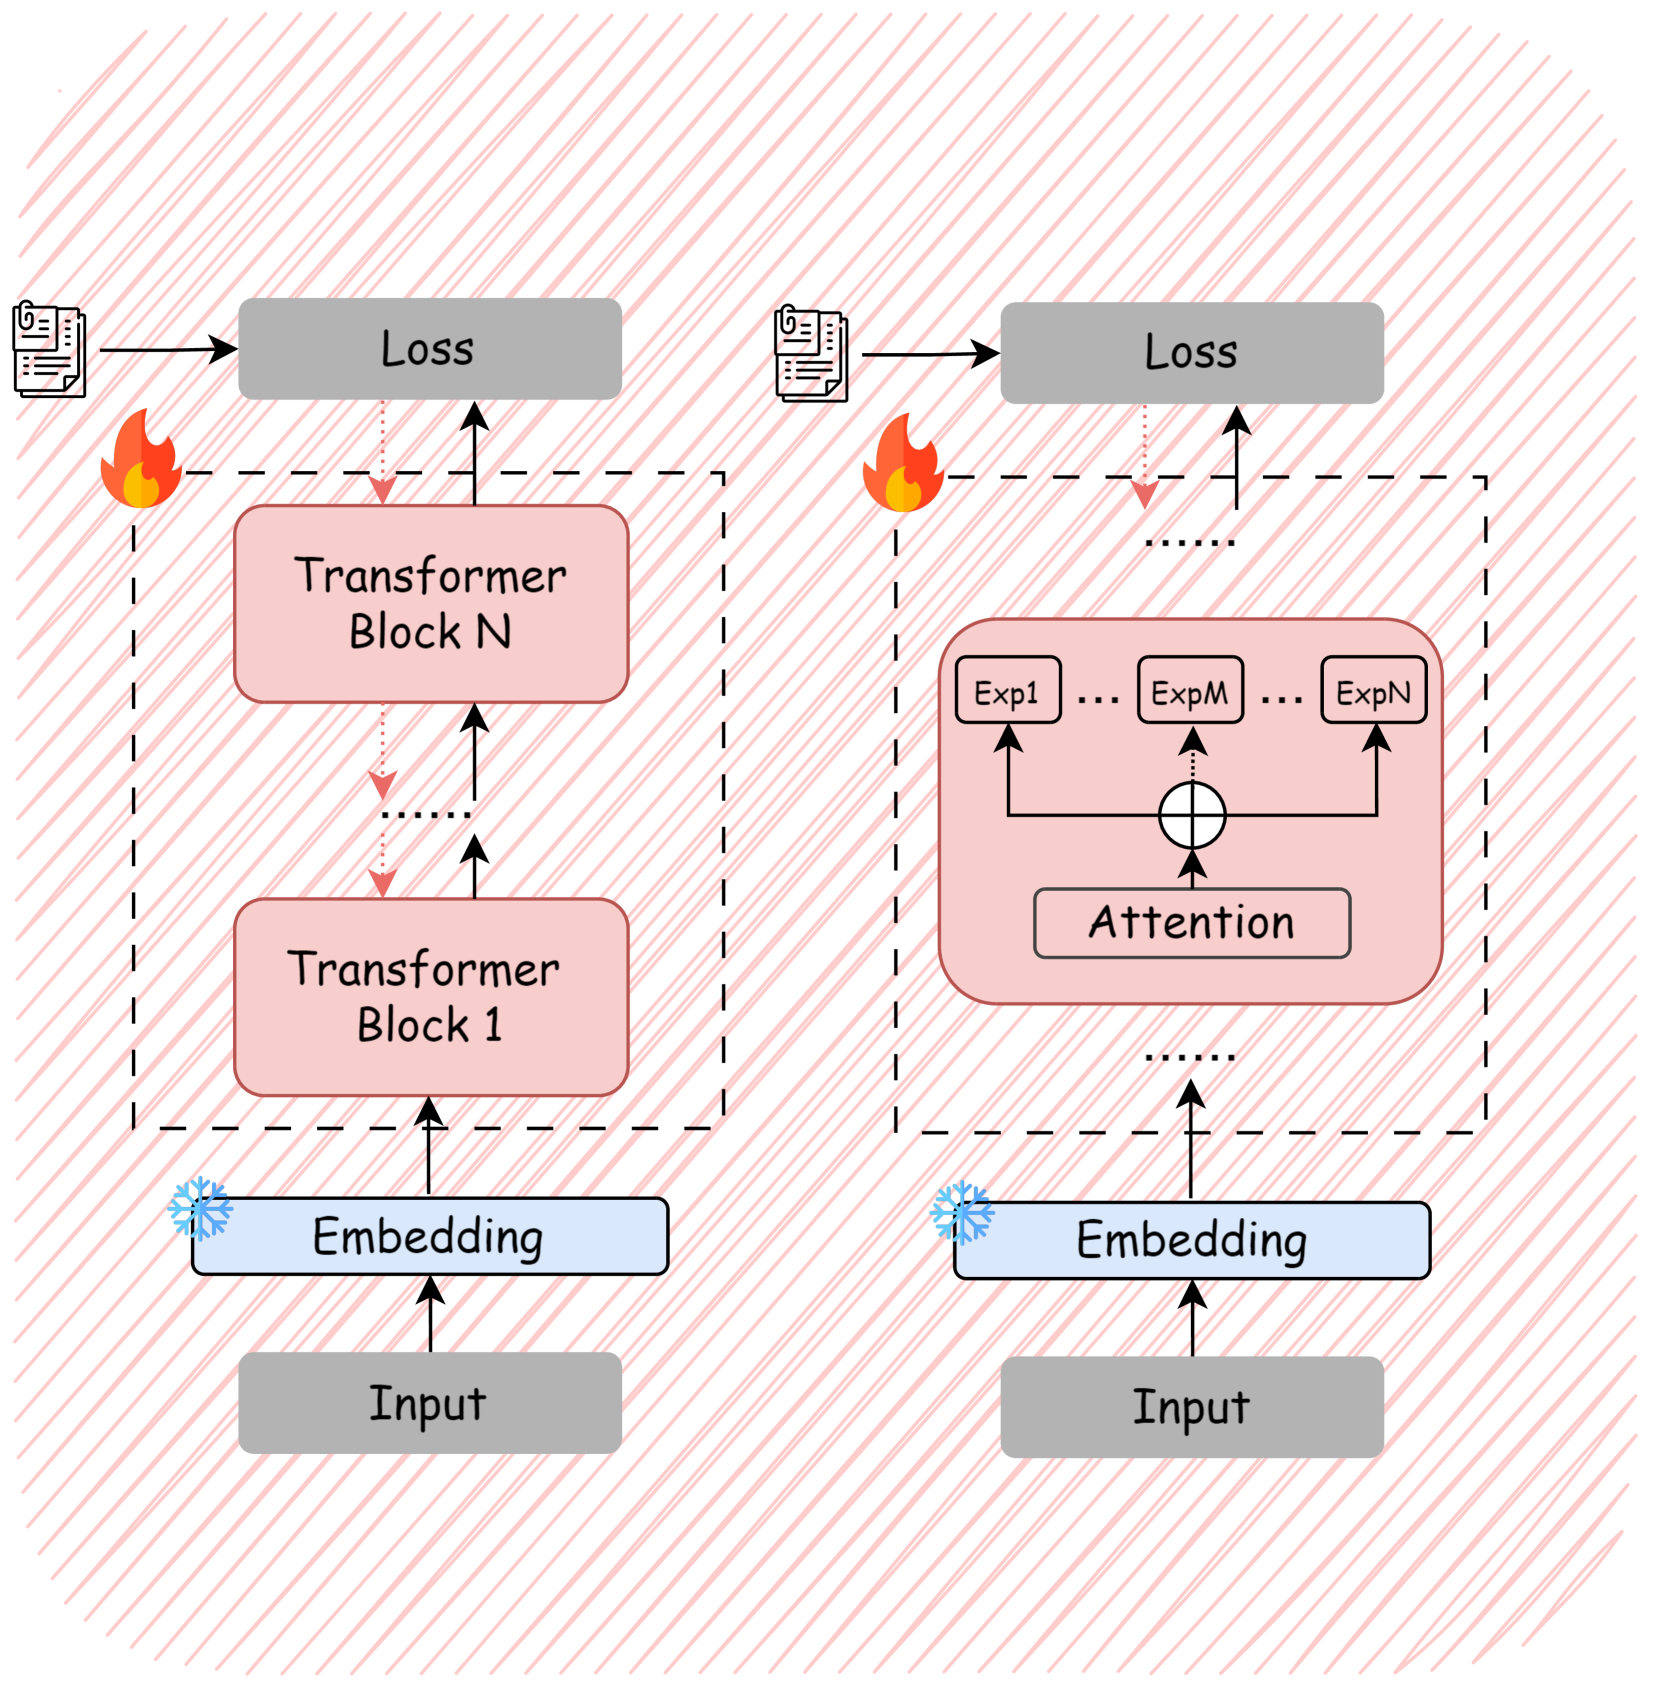 Loss
Transformer
Block N
......
Transformer
Block 1
Embedding
Input
Loss
......
Exp1 ... ExpM ... ExpN
Attention
......
Embedding
Input